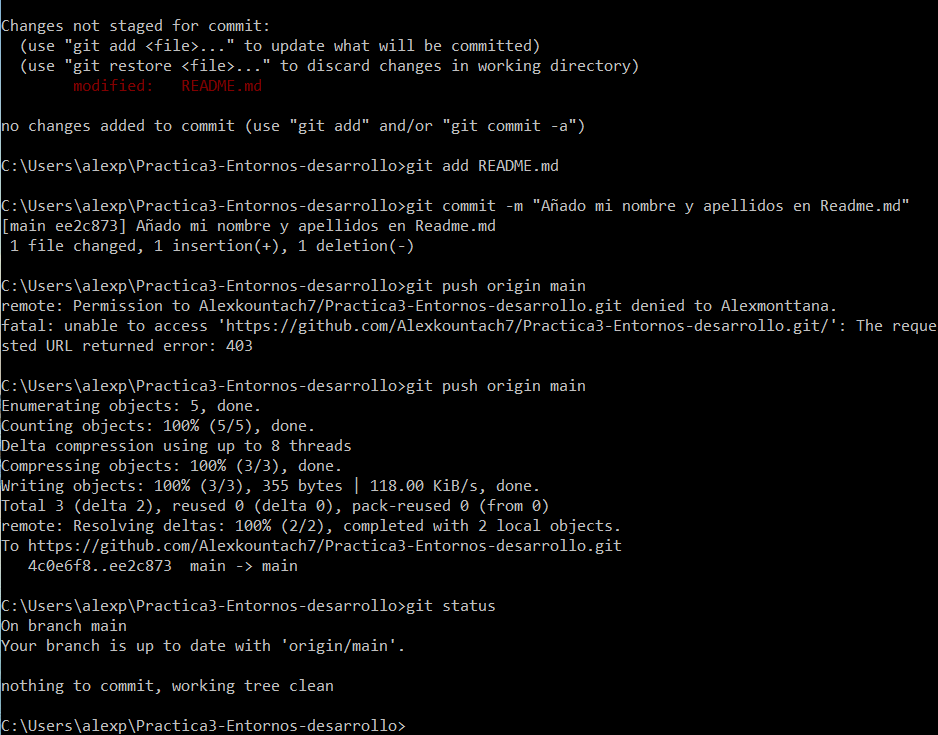 Changes not staged for commit:
  (use "git add <file>..." to update what will be committed)
  (use "git restore <file>..." to discard changes in working directory)
        modified:   README.md

no changes added to commit (use "git add" and/or "git commit -a")

C:\Users\alexp\Practica3-Entornos-desarrollo>git add README.md

C:\Users\alexp\Practica3-Entornos-desarrollo>git commit -m "Añado mi nombre y apellidos en Readme.md"
[main ee2c873] Añado mi nombre y apellidos en Readme.md
 1 file changed, 1 insertion(+), 1 deletion(-)

C:\Users\alexp\Practica3-Entornos-desarrollo>git push origin main
remote: Permission to Alexkountach7/Practica3-Entornos-desarrollo.git denied to Alexmonttana.
fatal: unable to access 'https://github.com/Alexkountach7/Practica3-Entornos-desarrollo.git/': The reque
sted URL returned error: 403

C:\Users\alexp\Practica3-Entornos-desarrollo>git push origin main
Enumerating objects: 5, done.
Counting objects: 100% (5/5), done.
Delta compression using up to 8 threads
Compressing objects: 100% (3/3), done.
Writing objects: 100% (3/3), 355 bytes | 118.00 KiB/s, done.
Total 3 (delta 2), reused 0 (delta 0), pack-reused 0 (from 0)
remote: Resolving deltas: 100% (2/2), completed with 2 local objects.
To https://github.com/Alexkountach7/Practica3-Entornos-desarrollo.git
   4c0e6f8..ee2c873  main -> main

C:\Users\alexp\Practica3-Entornos-desarrollo>git status
On branch main
Your branch is up to date with 'origin/main'.

nothing to commit, working tree clean

C:\Users\alexp\Practica3-Entornos-desarrollo>